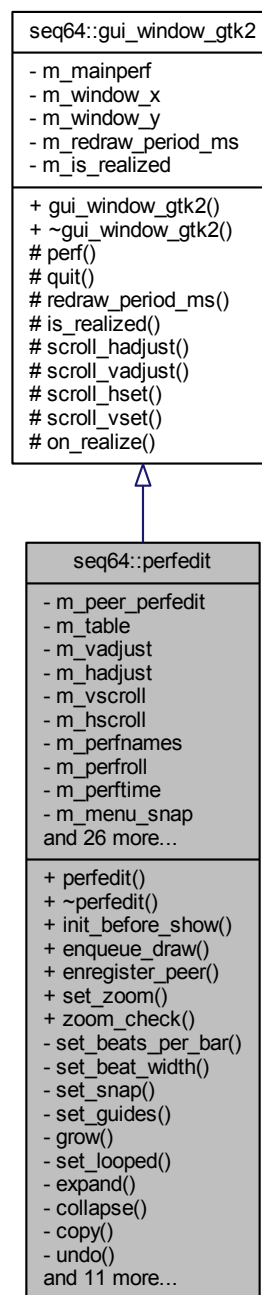 seq64::gui_window_gtk2
- m_mainperf
- m_window_x
- m_window_y
- m_redraw_period_ms
- m_is_realized
+ gui_window_gtk2()
+ ~gui_window_gtk2()
# perf()
# quit()
# redraw_period_ms()
# is_realized()
# scroll_hadjust()
# scroll_vadjust()
# scroll_hset()
# scroll_vset()
# on_realize()
seq64::perfedit
- m_peer_perfedit
- m_table
- m_vadjust
- m_hadjust
- m_vscroll
- m_hscroll
- m_perfnames
- m_perfroll
- m_perftime
- m_menu_snap
and 26 more...
+ perfedit()
+ ~perfedit()
+ init_before_show()
+ enqueue_draw()
+ enregister_peer()
+ set_zoom()
+ zoom_check()
- set_beats_per_bar()
- set_beat_width()
- set_snap()
- set_guides()
- grow()
- set_looped()
- expand()
- collapse()
- copy()
- undo()
and 11 more...